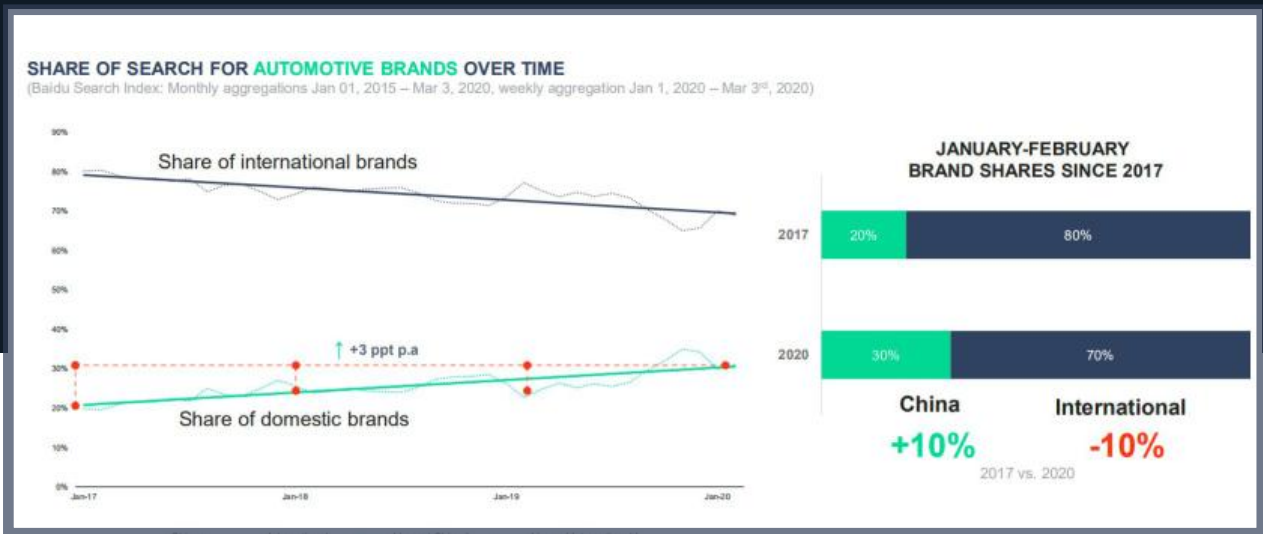 SHARE OF SEARCH FOR AUTOMOTIVE BRANDS OVER TIME
(Baidu Search Index: Monthly aggregations Jan 01, 2015 – Mar 3, 2020, weekly aggregation Jan 1, 2020 – Mar 3rd, 2020)
90%
80%
70%
60%
50%
40%
30%
20%
10%
0%
Share of international brands
↑ +3 ppt p.a
Share of domestic brands
Jan-17
Jan-18
Jan-19
Jan-20
JANUARY-FEBRUARY
BRAND SHARES SINCE 2017
2017
20%
80%
2020
30%
70%
China
International
+10%
-10%
2017 vs. 2020